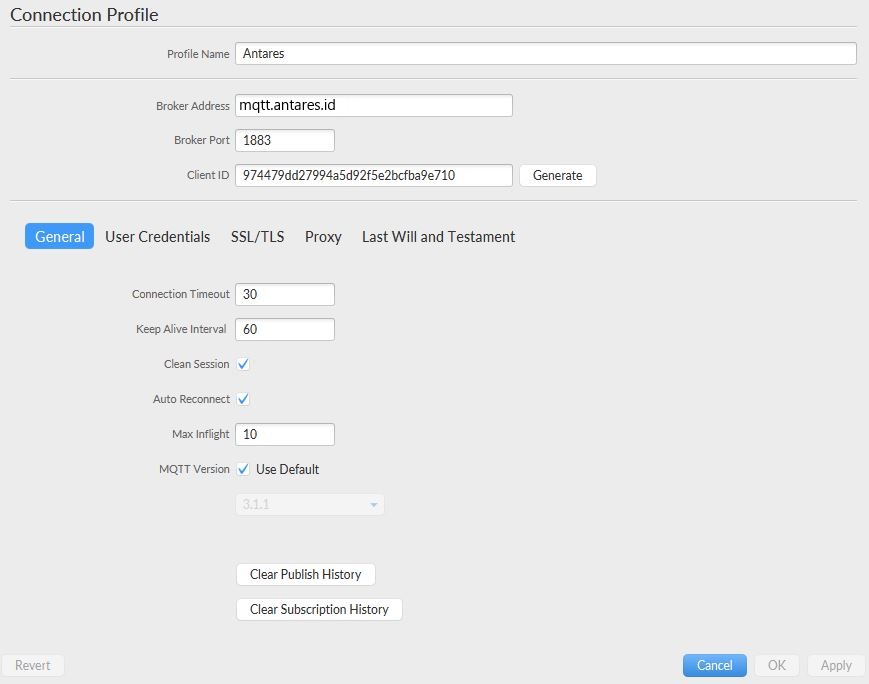 Connection Profile
Profile Name Antares
Broker Address mqtt.antares.id
Broker Port 1883
Client ID 974479dd27994a5d92f5e2bcfba9e710 Generate
General User Credentials SSL/TLS Proxy Last Will and Testament
Connection Timeout 30
Keep Alive Interval 60
Clean Session
Auto Reconnect
Max Inflight 10
MQTT Version Use Default
3.1.1
Clear Publish History
Clear Subscription History
Revert Cancel OK Apply